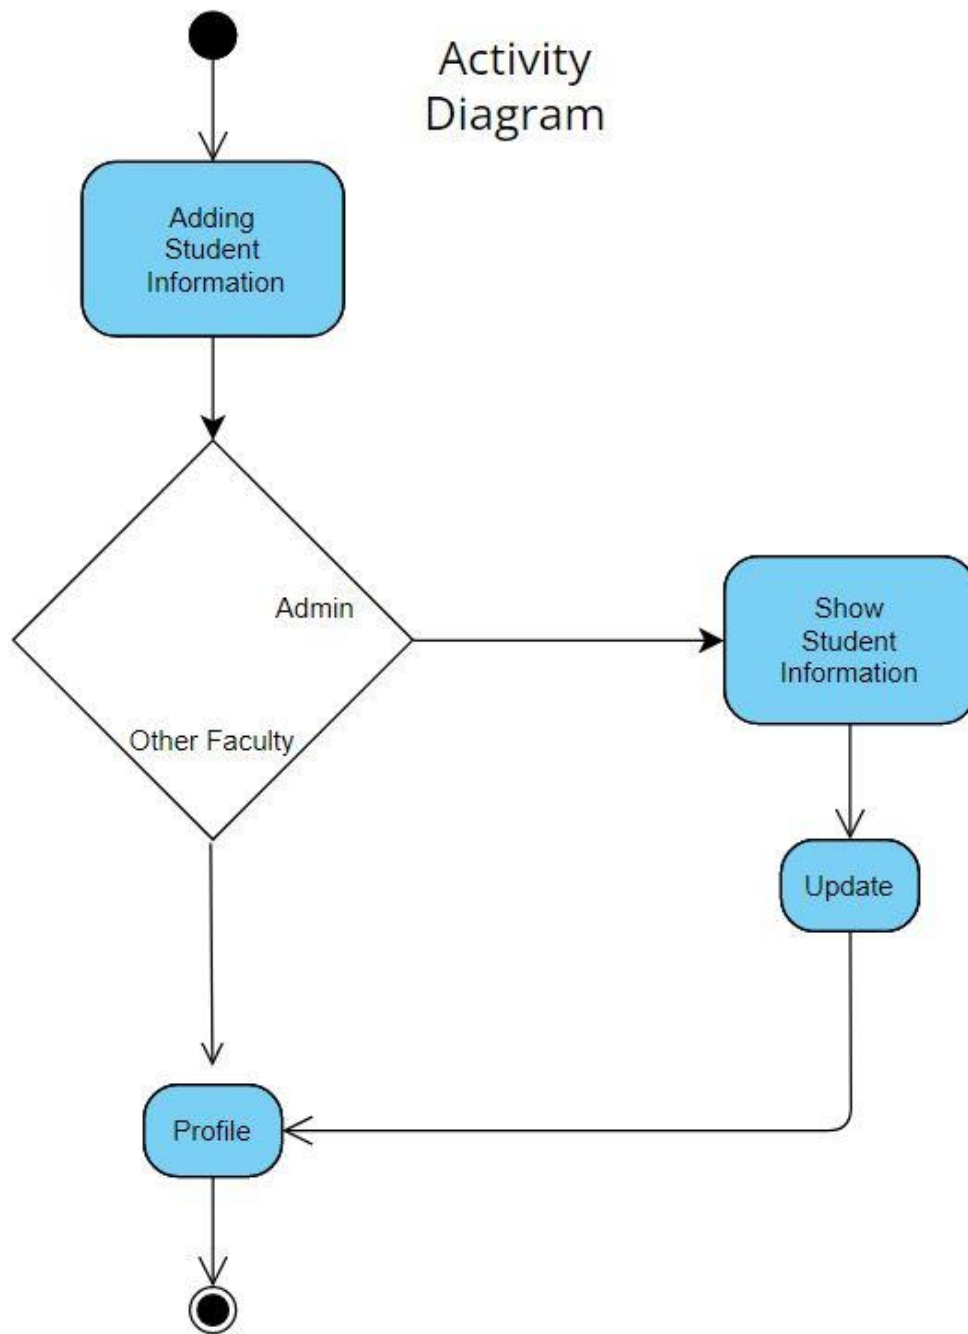 Activity
Diagram
Adding
Student
Information
Admin
Show
Student
Information
Other Faculty
Update
Profile